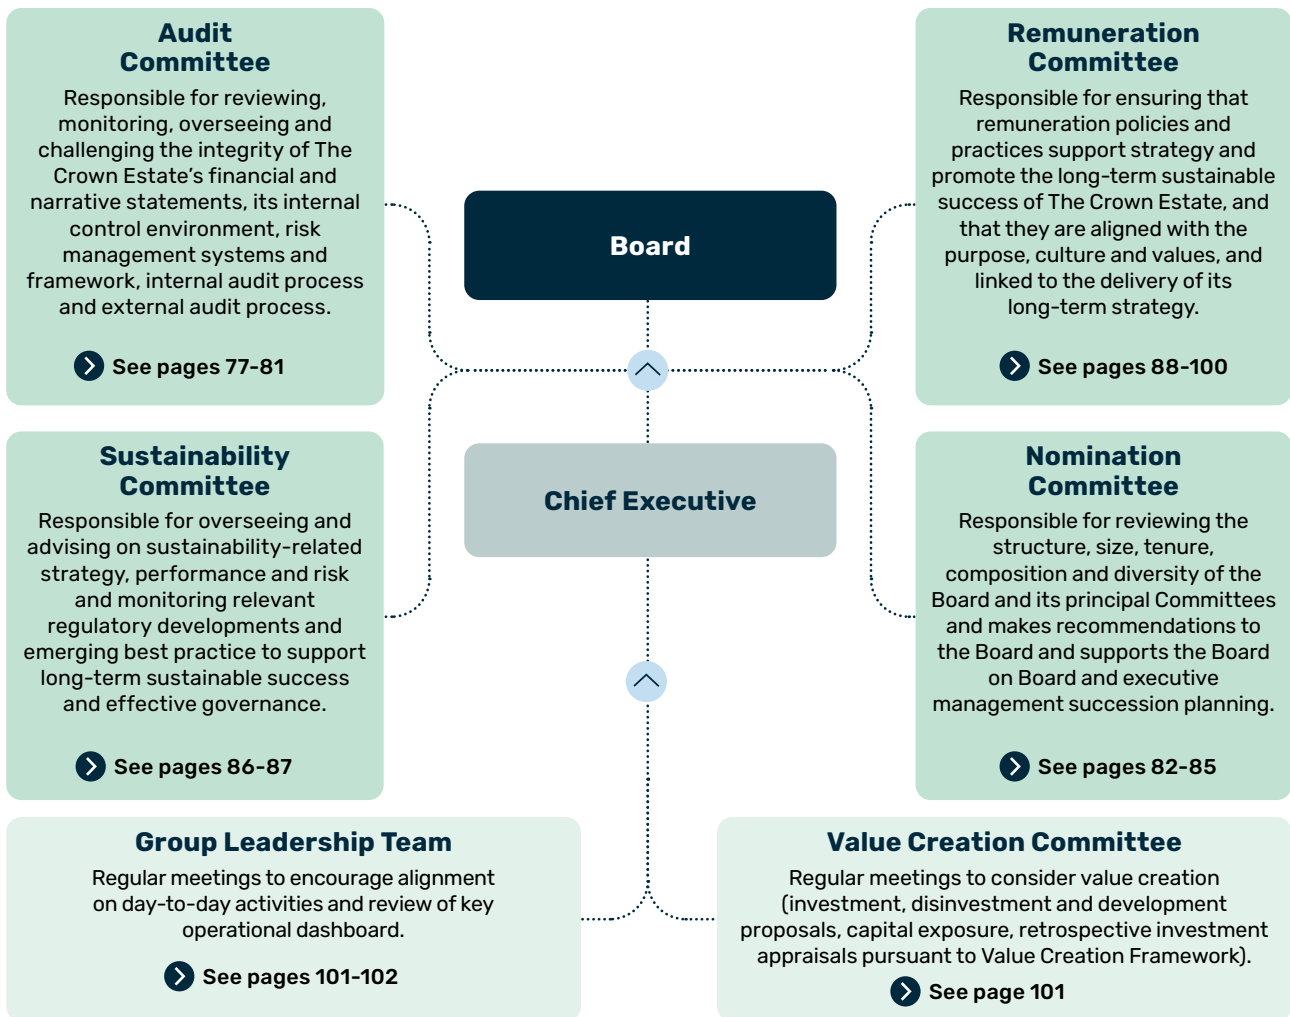 Audit
Committee
Responsible for reviewing,
monitoring, overseeing and
challenging the integrity of The
Crown Estate's financial and
narrative statements, its internal
control environment, risk
management systems and
framework, internal audit process
and external audit process.
See pages 77-81
Remuneration
Committee
Responsible for ensuring that
remuneration policies and
practices support strategy and
promote the long-term sustainable
success of The Crown Estate, and
that they are aligned with the
purpose, culture and values, and
linked to the delivery of its
long-term strategy.
See pages 88-100
Board
Chief Executive
Sustainability
Committee
Responsible for overseeing and
advising on sustainability-related
strategy, performance and risk
and monitoring relevant
regulatory developments and
emerging best practice to support
long-term sustainable success
and effective governance.
See pages 86-87
Nomination
Committee
Responsible for reviewing the
structure, size, tenure,
composition and diversity of the
Board and its principal Committees
and makes recommendations to
the Board and supports the Board
on Board and executive
management succession planning.
See pages 82-85
Group Leadership Team
Regular meetings to encourage alignment
on day-to-day activities and review of key
operational dashboard.
See pages 101-102
Value Creation Committee
Regular meetings to consider value creation
(investment, disinvestment and development
proposals, capital exposure, retrospective investment
appraisals pursuant to Value Creation Framework).
See page 101